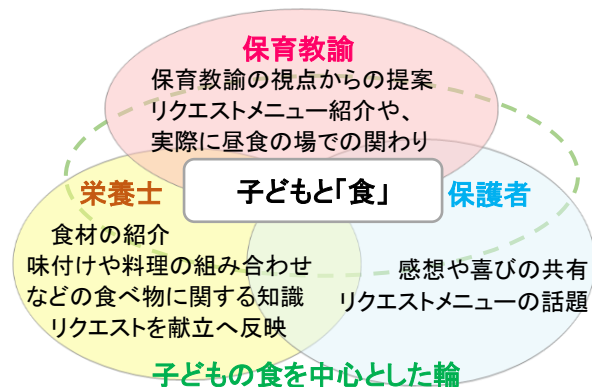 保育教諭
保育教諭の視点からの提案
リクエストメニュー紹介や、
実際に昼食の場での関わり
子どもと「食」
栄養士
食材の紹介
味付けや料理の組み合わせ
などの食べ物に関する知識
リクエストを献立へ反映
保護者
感想や喜びの共有
リクエストメニューの話題
子どもの食を中心とした輪